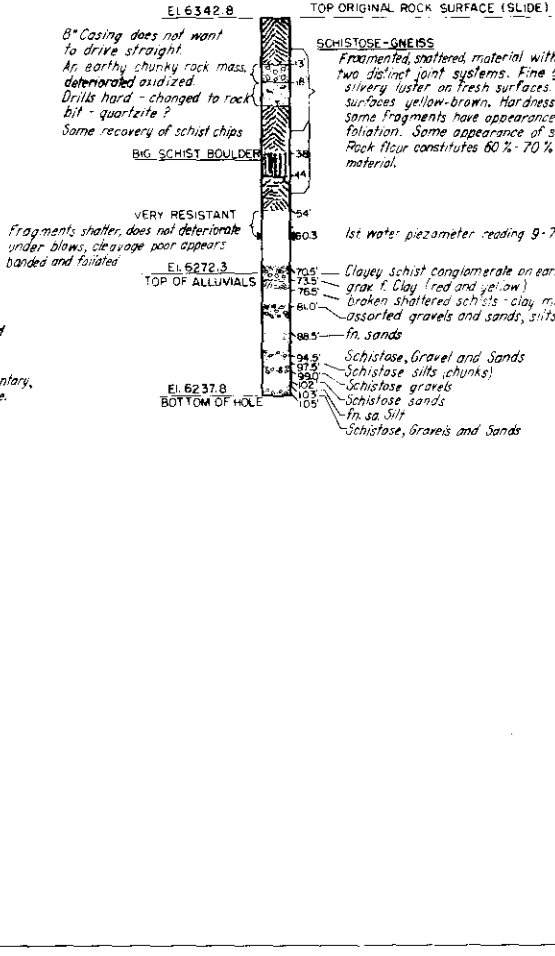 El. 6342.8
TOP ORIGINAL ROCK SURFACE (SLIDE)
8" Casing does not want
to drive straight.
An earthy chunky rock mass,
deteriorated oxidized.
Drills hard - changed to rock
bit - quartzite ?
Some recovery of schist chips
BIG SCHIST BOULDER
SCHISTOSE-GNEISS
Fragmented, shattered, material with
two distinct joint systems. Fine
silvery luster on fresh surfaces.
surfaces yellow-brown. Hardness
some fragments have appearance
foliation. Some appearance of
Rock flour constitutes 60% - 70%
material.
13'
18'
38
44
VERY RESISTANT
Fragments shatter, does not deteriorate
under blows, cleavage poor appears
banded and foliated
54'
60.3
1st water piezometer reading 9-7
El. 6272.3
TOP OF ALLUVIALS
70.5' Clayey schist conglomerate on
73.5' grav. f. Clay (red and yellow)
76.5' broken shattered schists - clay
81.0' assorted gravels and sands, silts
88.5' fn. sands
94.5' Schistose, Gravel and Sands
97.5' Schistose silts (chunks)
99.0' Schistose gravels
102' Schistose sands
103' fn. sa. Silt
105' Schistose, Gravels and Sands
El. 6237.8
BOTTOM OF HOLE